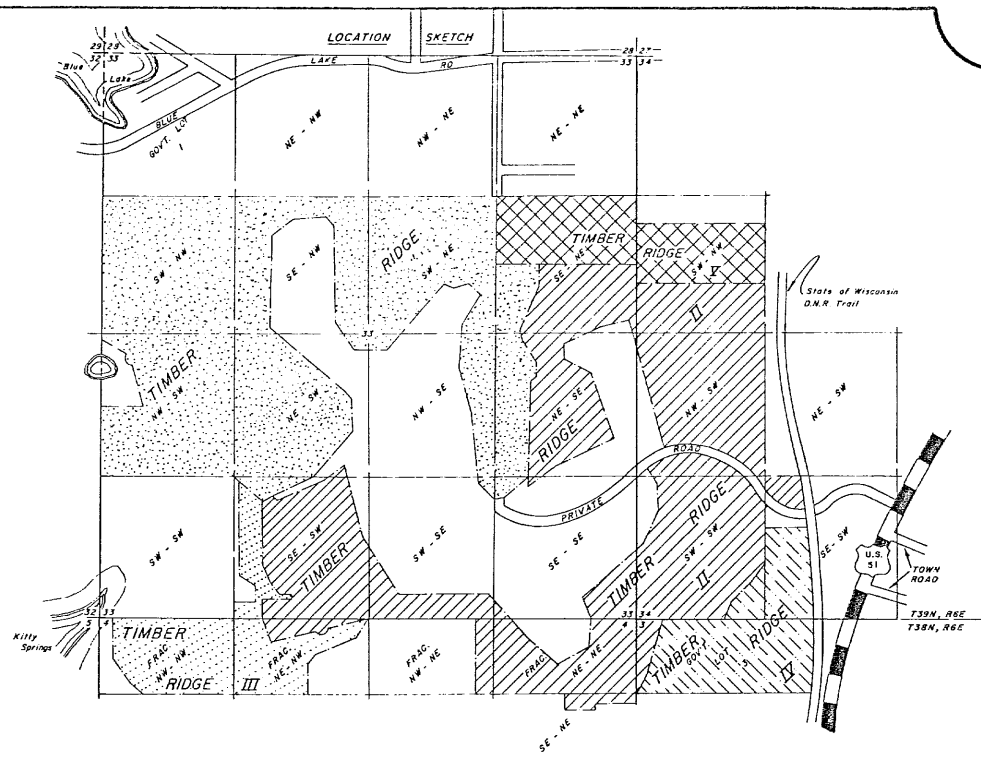 LOCATION SKETCH
29 28
32 33
28 27
33 34
Blue
Lake
BLUE LAKE RD
GOVT. LOT
1
NE - NW
NW - NE
NE - NE
SW - NW
SE - NW
RIDGE
SW - NE
TIMBER
SE - NE
RIDGE
SW - NW
V
State of Wisconsin
D.N.R. Trail
II
33
TIMBER
NW - SW
NE - SW
NW - SE
NE - SE
RIDGE
NW - SW
NE - SW
PRIVATE ROAD
SW - SW
SE - SW
TIMBER
SW - SE
SE - SE
TIMBER
RIDGE
SW - SW
II
SE - SW
U.S.
51
TOWN
ROAD
32 33
5 4
33 34
4 3
T39N, R6E
T38N, R6E
Kitty
Springs
TIMBER
FRAC.
NW - NW
RIDGE III
FRAC.
NE - NW
FRAC.
NW - NE
FRAC.
NE - NE
TIMBER
RIDGE
GOVT.
LOT
3
IV
SE - NE